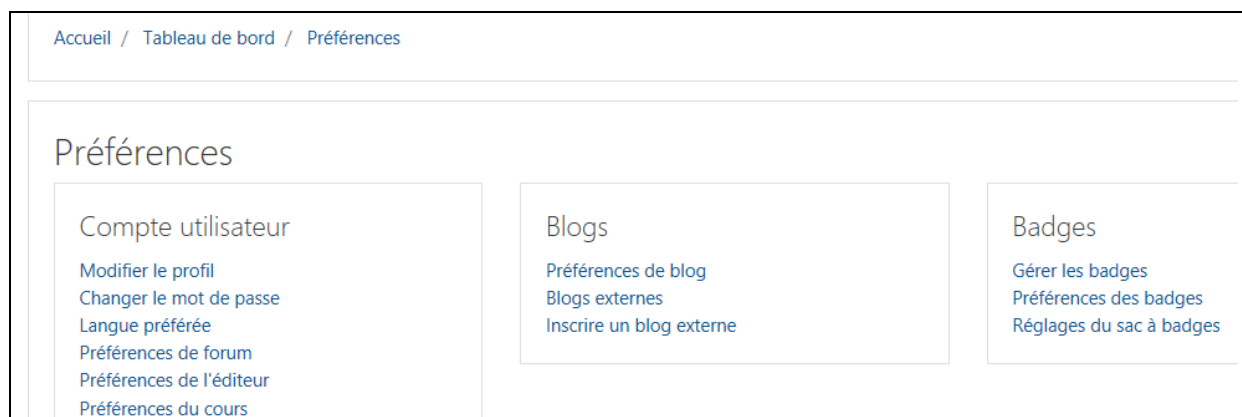 Accueil / Tableau de bord / Préférences
Préférences
Compte utilisateur
Modifier le profil
Changer le mot de passe
Langue préférée
Préférences de forum
Préférences de l'éditeur
Préférences du cours
Blogs
Préférences de blog
Blogs externes
Inscrire un blog externe
Badges
Gérer les badges
Préférences des badges
Réglages du sac à badges